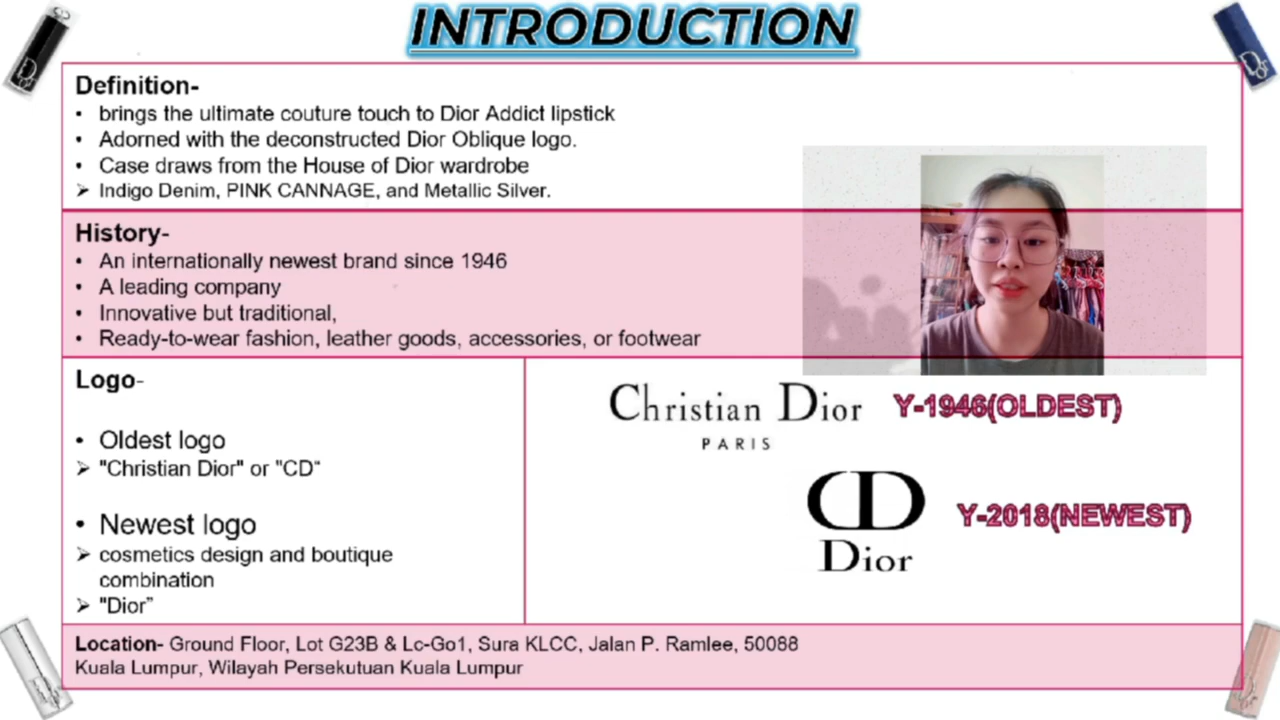 INTRODUCTION
Definition-
• brings the ultimate couture touch to Dior Addict lipstick
• Adorned with the deconstructed Dior Oblique logo.
• Case draws from the House of Dior wardrobe
➢ Indigo Denim, PINK CANNAGE, and Metallic Silver.
History-
• An internationally newest brand since 1946
• A leading company
• Innovative but traditional,
• Ready-to-wear fashion, leather goods, accessories, or footwear
Logo-
• Oldest logo
➢ "Christian Dior" or "CD"
• Newest logo
➢ cosmetics design and boutique
combination
➢ "Dior"
Christian Dior
PARIS
Y-1946(OLDEST)
CD
Dior
Y-2018(NEWEST)
Location- Ground Floor, Lot G23B & Lc-Go1, Sura KLCC, Jalan P. Ramlee, 50088
Kuala Lumpur, Wilayah Persekutuan Kuala Lumpur